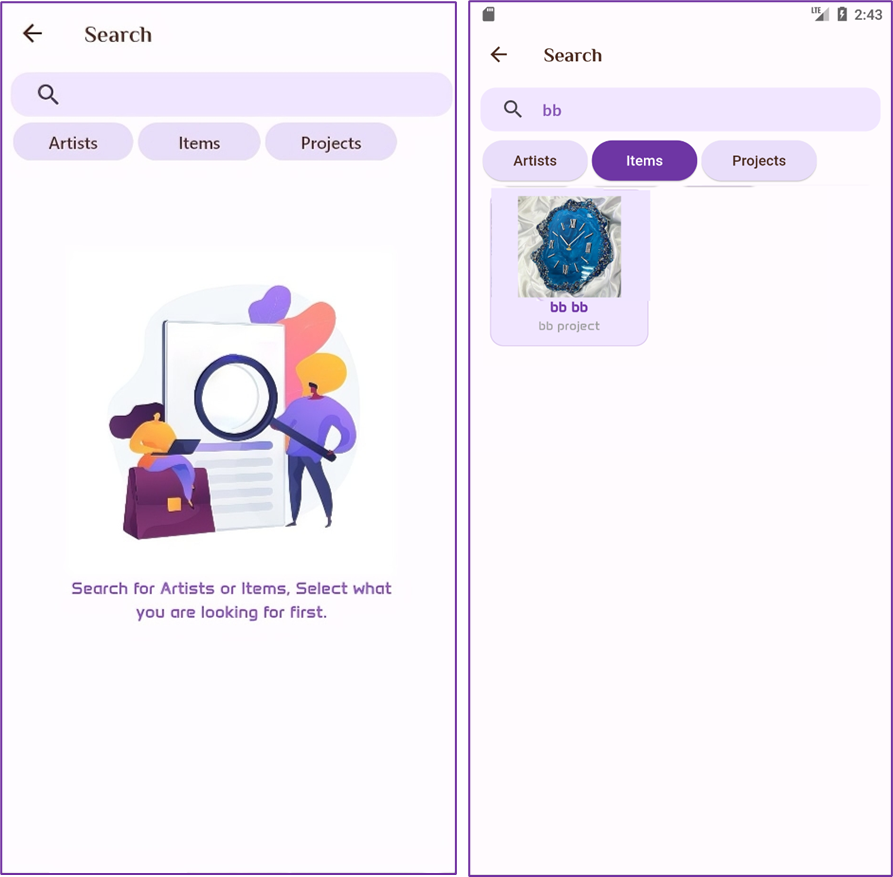 Search
Artists
Items
Projects
Search for Artists or Items, Select what
you are looking for first.
LTE
2:43
Search
bb
Artists
Items
Projects
bb bb
bb project